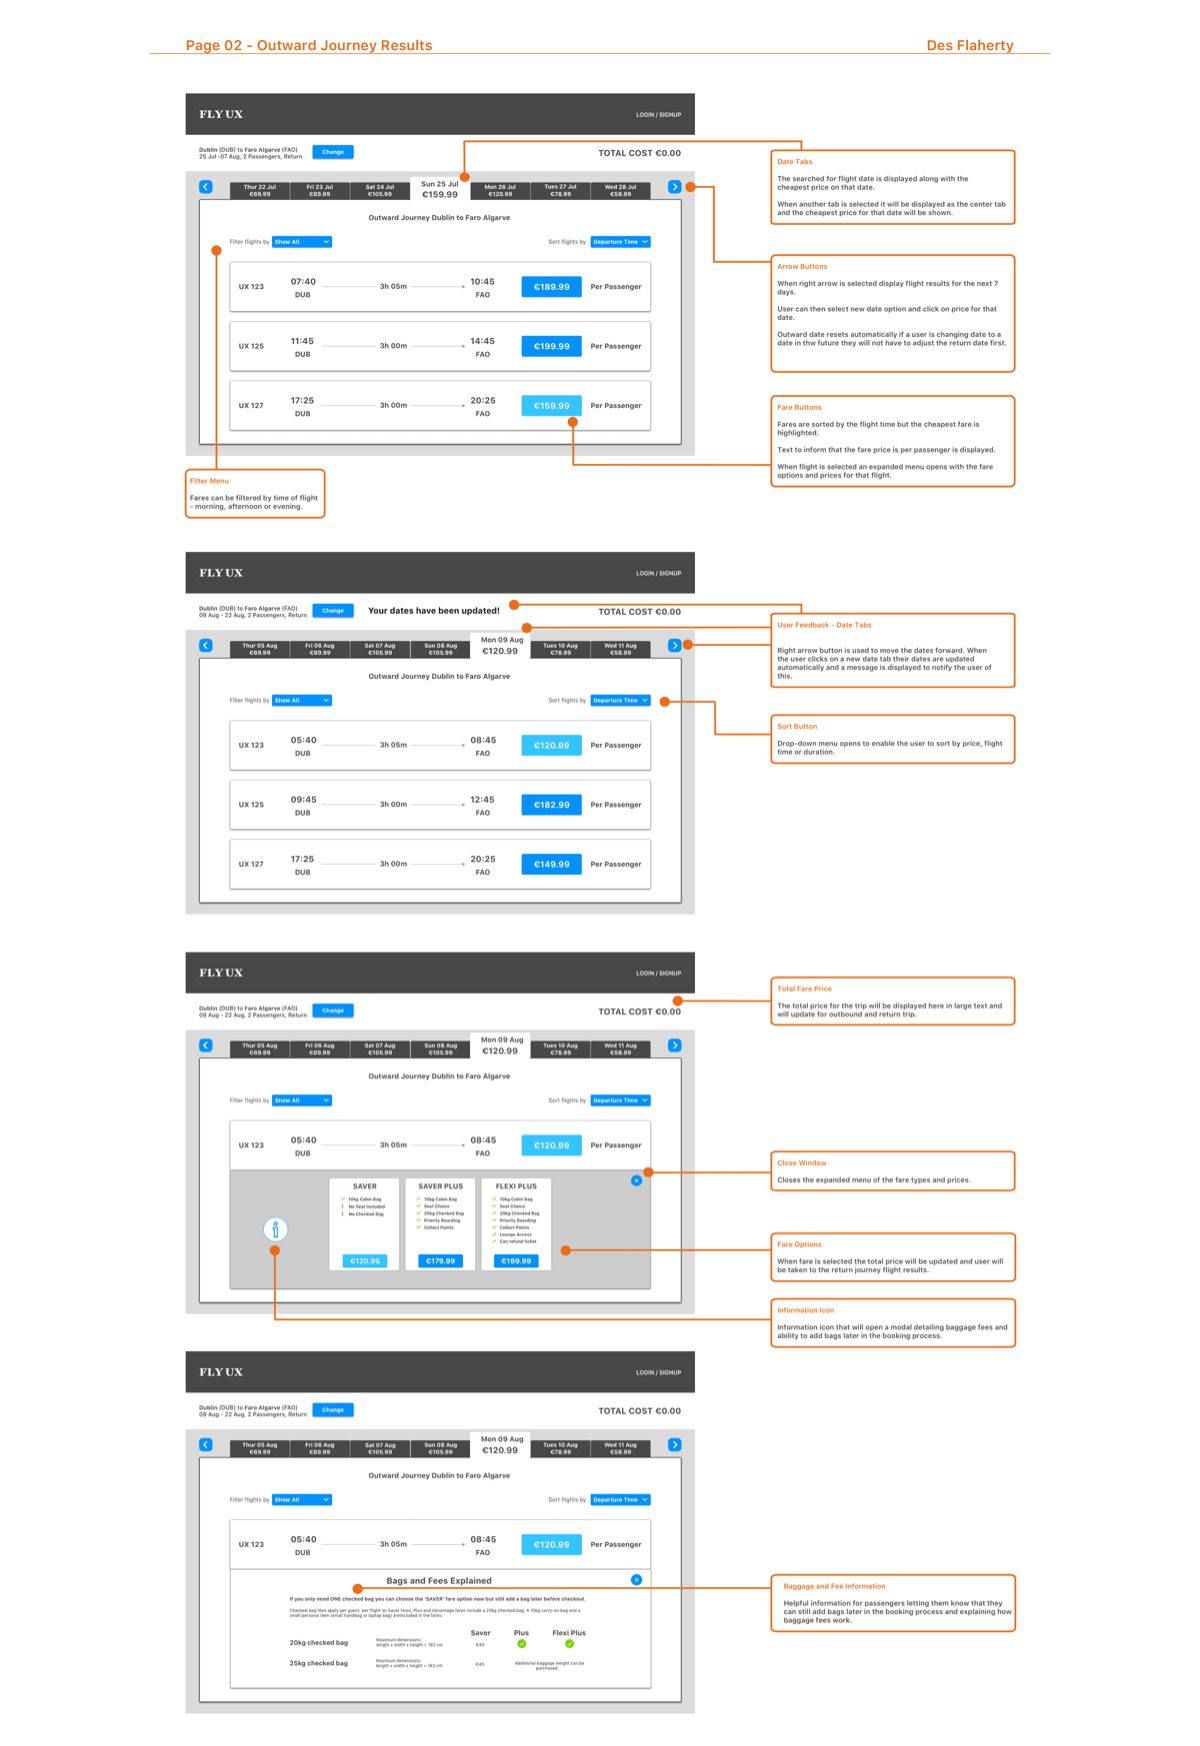 Page 02 - Outward Journey Results
Des Flaherty
FLY UX
LOGIN / SIGNUP
Dublin (DUB) to Faro Algarve (FAO)
25 Jul -07 Aug, 2 Passengers, Return
Change
TOTAL COST €0.00
Thur 22 Jul
€69.99
Fri 23 Jul
€89.99
Sat 24 Jul
€105.99
Sun 25 Jul
€159.99
Mon 26 Jul
€120.99
Tues 27 Jul
€78.99
Wed 28 Jul
€58.99
Outward Journey Dublin to Faro Algarve
Filter flights by
Show All
Sort flights by
Departure Time
UX 123
07:40
DUB
3h 05m
10:45
FAO
€189.99
Per Passenger
UX 125
11:45
DUB
3h 00m
14:45
FAO
€199.99
Per Passenger
UX 127
17:25
DUB
3h 00m
20:25
FAO
€159.99
Per Passenger
Date Tabs
The searched for flight date is displayed along with the
cheapest price on that date.
When another tab is selected it will be displayed as the center tab
and the cheapest price for that date will be shown.
Arrow Buttons
When right arrow is selected display flight results for the next 7
days.
User can then select new date option and click on price for that
date.
Outward date resets automatically if a user is changing date to a
date in thw future they will not have to adjust the return date first.
Fare Buttons
Fares are sorted by the flight time but the cheapest fare is
highlighted.
Text to inform that the fare price is per passenger is displayed.
When flight is selected an expanded menu opens with the fare
options and prices for that flight.
Filter Menu
Fares can be filtered by time of flight
- morning, afternoon or evening.
FLY UX
LOGIN / SIGNUP
Dublin (DUB) to Faro Algarve (FAO)
09 Aug - 22 Aug, 2 Passengers, Return
Change
Your dates have been updated!
TOTAL COST €0.00
Thur 05 Aug
€69.99
Fri 06 Aug
€89.99
Sat 07 Aug
€105.99
Sun 08 Aug
€105.99
Mon 09 Aug
€120.99
Tues 10 Aug
€78.99
Wed 11 Aug
€58.99
Outward Journey Dublin to Faro Algarve
Filter flights by
Show All
Sort flights by
Departure Time
UX 123
05:40
DUB
3h 05m
08:45
FAO
€120.99
Per Passenger
UX 125
09:45
DUB
3h 00m
12:45
FAO
€182.99
Per Passenger
UX 127
17:25
DUB
3h 00m
20:25
FAO
€149.99
Per Passenger
User Feedback - Date Tabs
Right arrow button is used to move the dates forward. When
the user clicks on a new date tab their dates are updated
automatically and a message is displayed to notify the user of
this.
Sort Button
Drop-down menu opens to enable the user to sort by price, flight
time or duration.
FLY UX
LOGIN / SIGNUP
Dublin (DUB) to Faro Algarve (FAO)
09 Aug - 22 Aug, 2 Passengers, Return
Change
TOTAL COST €0.00
Thur 05 Aug
€69.99
Fri 06 Aug
€89.99
Sat 07 Aug
€105.99
Sun 08 Aug
€105.99
Mon 09 Aug
€120.99
Tues 10 Aug
€78.99
Wed 11 Aug
€58.99
Outward Journey Dublin to Faro Algarve
Filter flights by
Show All
Sort flights by
Departure Time
UX 123
05:40
DUB
3h 05m
08:45
FAO
€120.99
Per Passenger
SAVER
10kg Cabin Bag
No Seat Included
No Checked Bag
€120.99
SAVER PLUS
10kg Cabin Bag
Seat Choice
20kg Checked Bag
Priority Boarding
Collect Points
€179.99
FLEXI PLUS
10kg Cabin Bag
Seat Choice
20kg Checked Bag
Priority Boarding
Collect Points
Lounge Access
Can refund ticket
€199.99
Total Fare Price
The total price for the trip will be displayed here in large text and
will update for outbound and return trip.
Close Window
Closes the expanded menu of the fare types and prices.
Fare Options
When fare is selected the total price will be updated and user will
be taken to the return journey flight results.
Information Icon
Information icon that will open a modal detailing baggage fees and
ability to add bags later in the booking process.
FLY UX
LOGIN / SIGNUP
Dublin (DUB) to Faro Algarve (FAO)
09 Aug - 22 Aug, 2 Passengers, Return
Change
TOTAL COST €0.00
Thur 05 Aug
€69.99
Fri 06 Aug
€89.99
Sat 07 Aug
€105.99
Sun 08 Aug
€105.99
Mon 09 Aug
€120.99
Tues 10 Aug
€78.99
Wed 11 Aug
€58.99
Outward Journey Dublin to Faro Algarve
Filter flights by
Show All
Sort flights by
Departure Time
UX 123
05:40
DUB
3h 05m
08:45
FAO
€120.99
Per Passenger
Bags and Fees Explained
If you only need ONE checked bag you can choose the 'SAVER' fare option now but still add a bag later before checkout.
Checked bag fees apply per guest, per flight on Saver fares, Plus and Advantage fares include a 20kg checked bag. A 10kg carry-on bag and a
small personal item (small handbag or laptop bag) areincluded in the fares.
Saver
Plus
Flexi Plus
20kg checked bag
Maximum dimensions:
length x width x height = 182 cm
€40
25kg checked bag
Maximum dimensions:
length x width x height = 182 cm
€45
Additional baggage weight can be
purchased
Baggage and Fee Information
Helpful information for passengers letting them know that they
can still add bags later in the booking process and explaining how
baggage fees work.